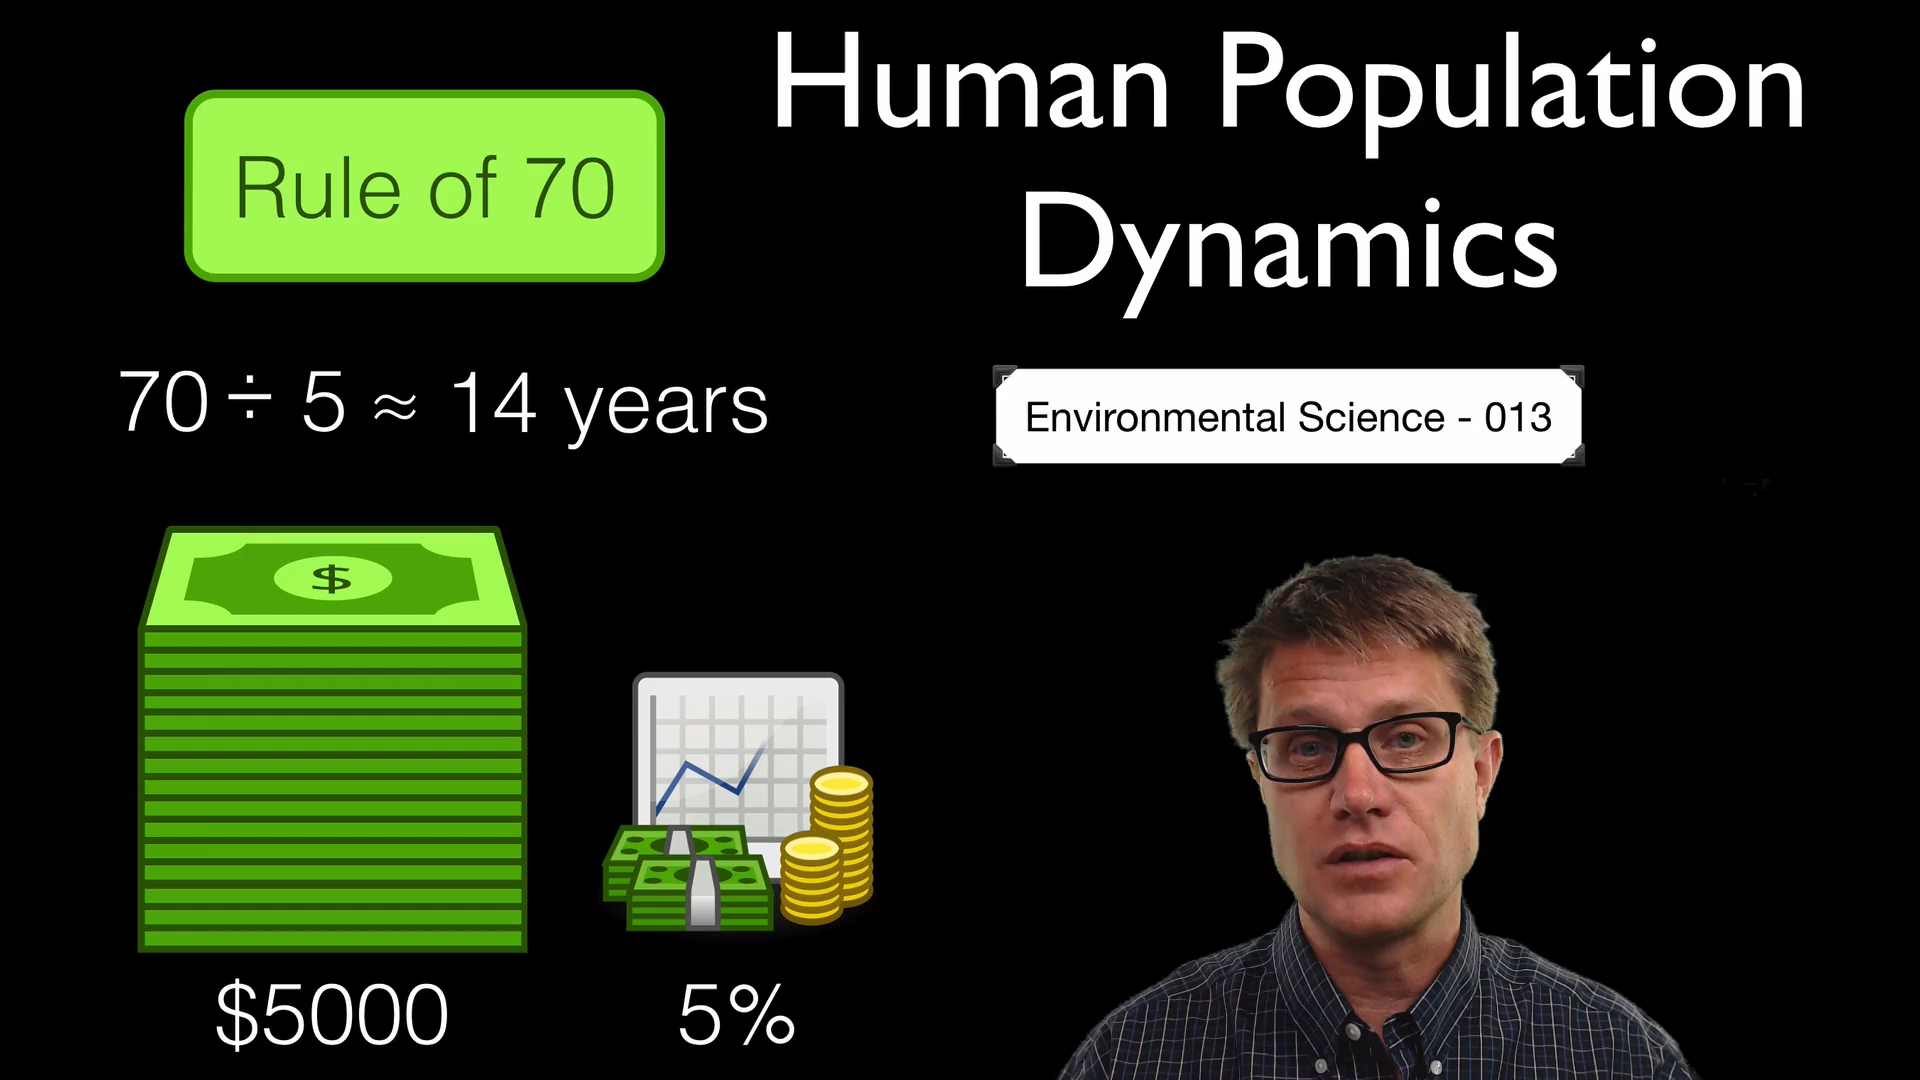 Human Population
Dynamics
Rule of 70
70 ÷ 5 ≈ 14 years
Environmental Science - 013
$
$5000
5%